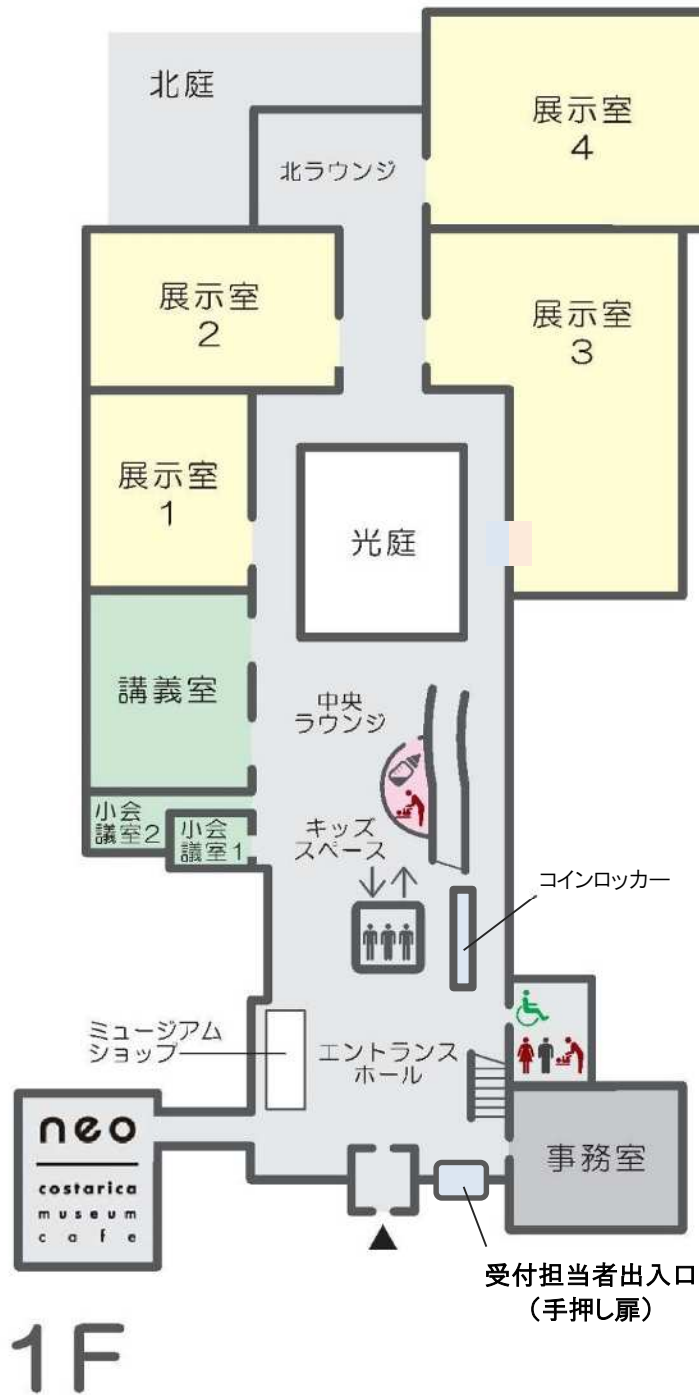 北庭
北ラウンジ
展示室
4
展示室
2
展示室
3
展示室
1
光庭
講義室
中央
ラウンジ
小会
議室2
小会
議室1
キッズ
スペース
コインロッカー
ミュージアム
ショップ
エントランス
ホール
neo
costarica
museum
cafe
事務室
受付担当者出入口
(手押し扉)
1F